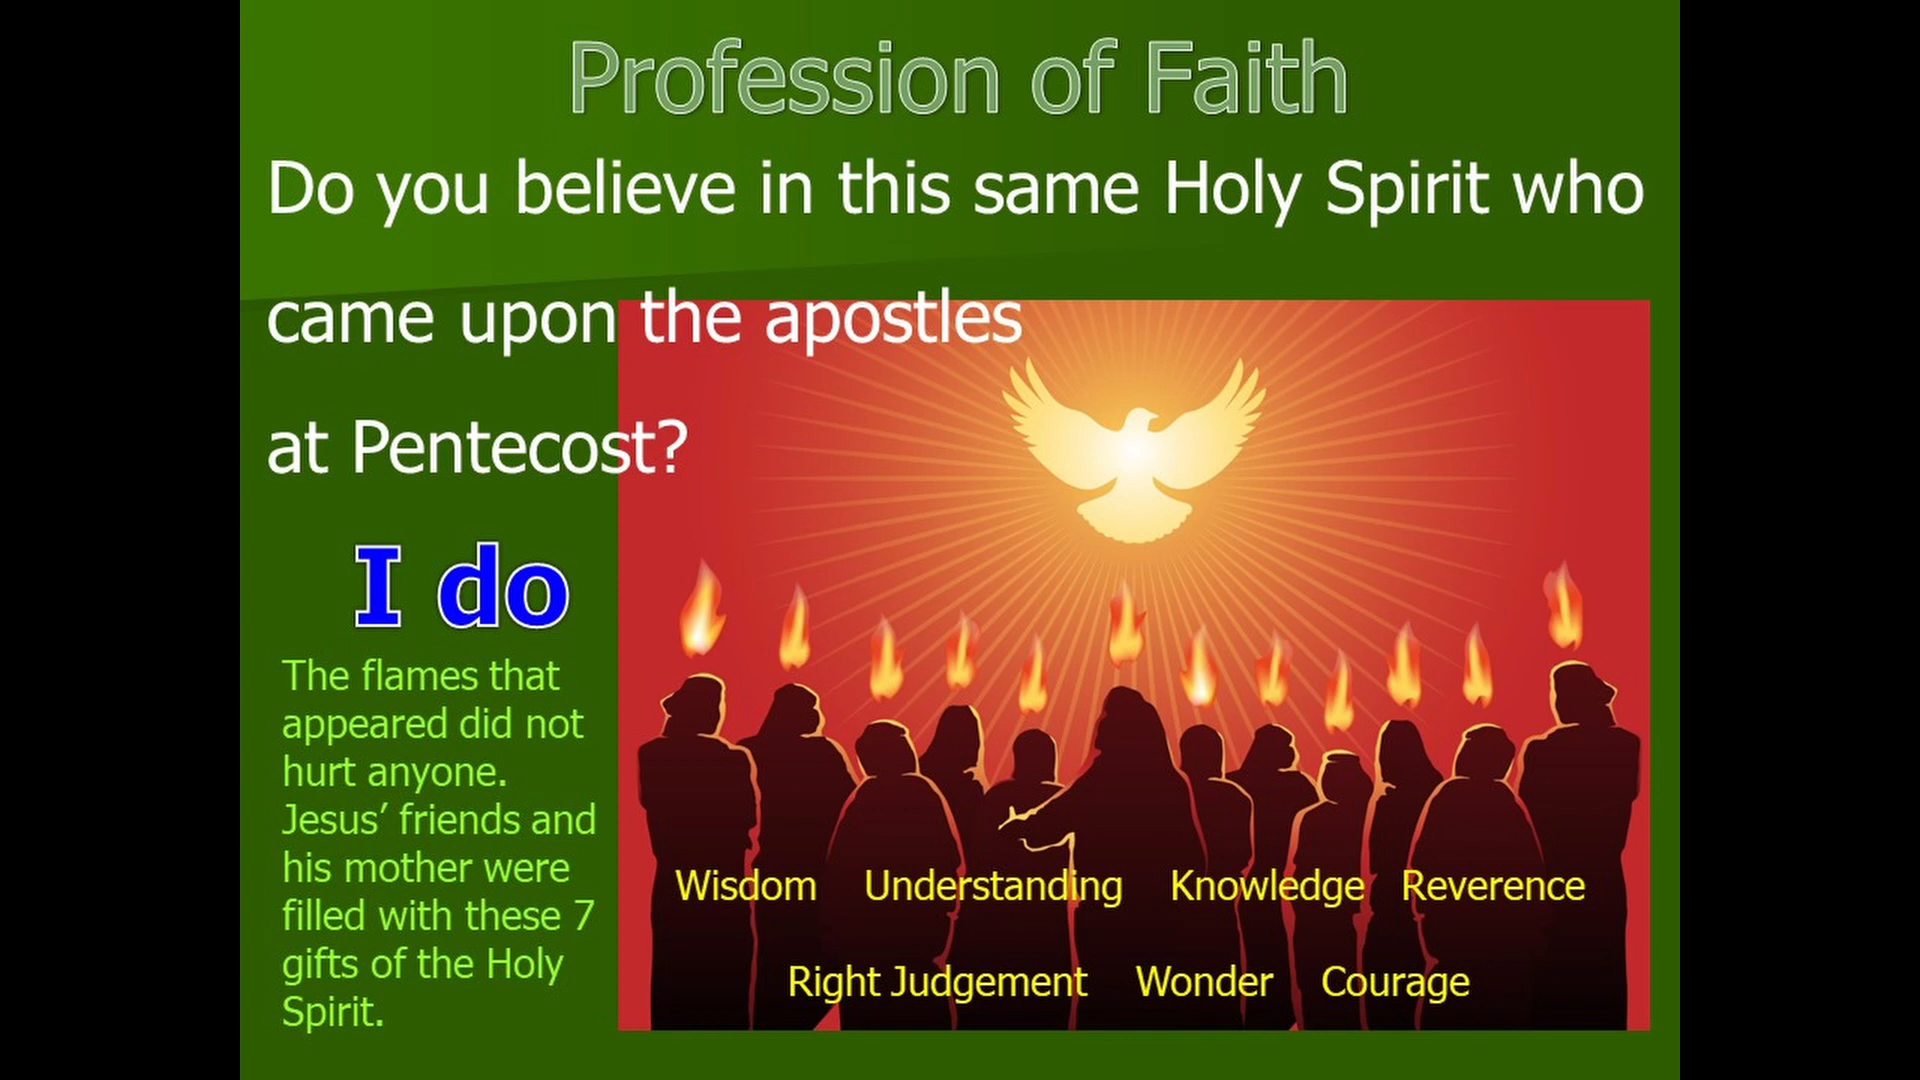 Profession of Faith
Do you believe in this same Holy Spirit who
came upon the apostles
at Pentecost?
I do
The flames that
appeared did not
hurt anyone.
Jesus’ friends and
his mother were
filled with these 7
gifts of the Holy
Spirit.
Wisdom Understanding Knowledge Reverence
Right Judgement Wonder Courage